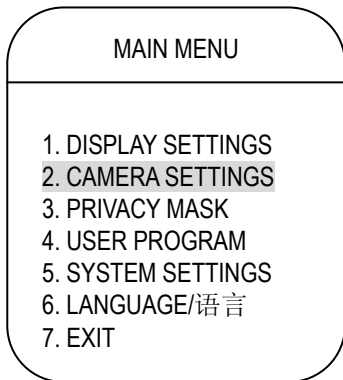 MAIN MENU
1. DISPLAY SETTINGS
2. CAMERA SETTINGS
3. PRIVACY MASK
4. USER PROGRAM
5. SYSTEM SETTINGS
6. LANGUAGE/语言
7. EXIT